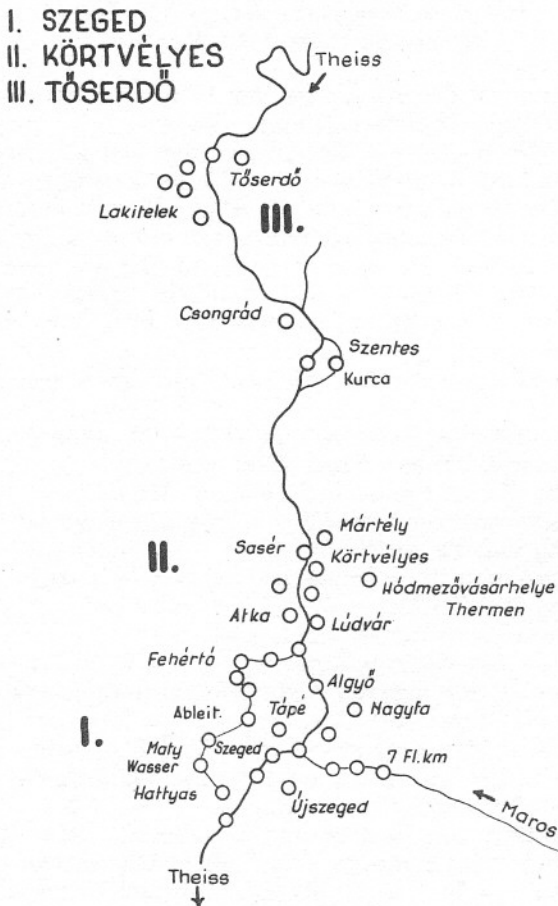 I. SZEGED
II. KÖRTVÉLYES
III. TŐSERDŐ
Theiss
Tőserdő
Lakitelek
III.
Csongrád
Szentes
Kurca
Mártély
Sasér
Körtvélyes
II.
Hódmezővásárhelye
Thermen
Atka
Lúdvár
Fehértó
Algyő
Nagyfa
Ableit.
Tápé
I.
Szeged
Maty
Wasser
7 Fl. km
Hattyas
Újszeged
Maros
Theiss